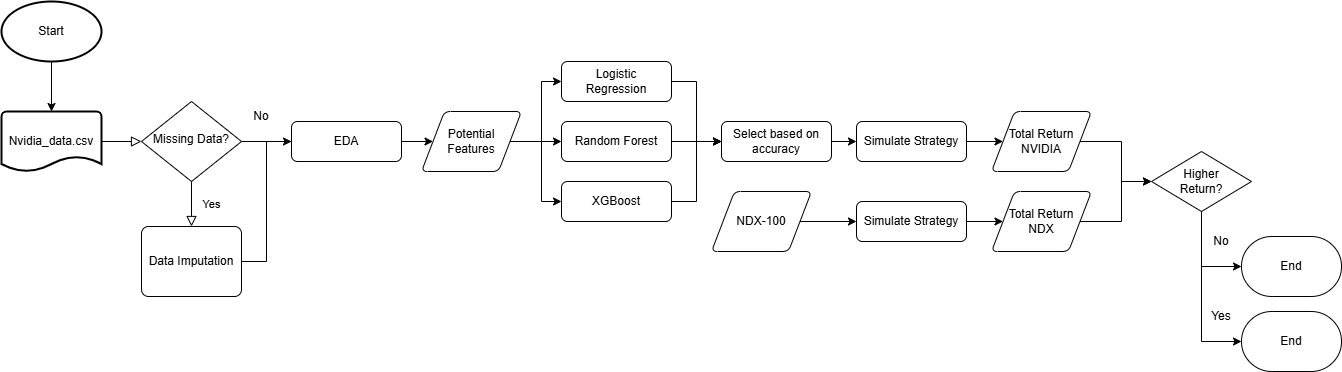 Start
Nvidia_data.csv
Missing Data?
No
Yes
Data Imputation
EDA
Potential
Features
Logistic
Regression
Random Forest
XGBoost
Select based on
accuracy
Simulate Strategy
Total Return
NVIDIA
NDX-100
Simulate Strategy
Total Return
NDX
Higher
Return?
No
End
Yes
End